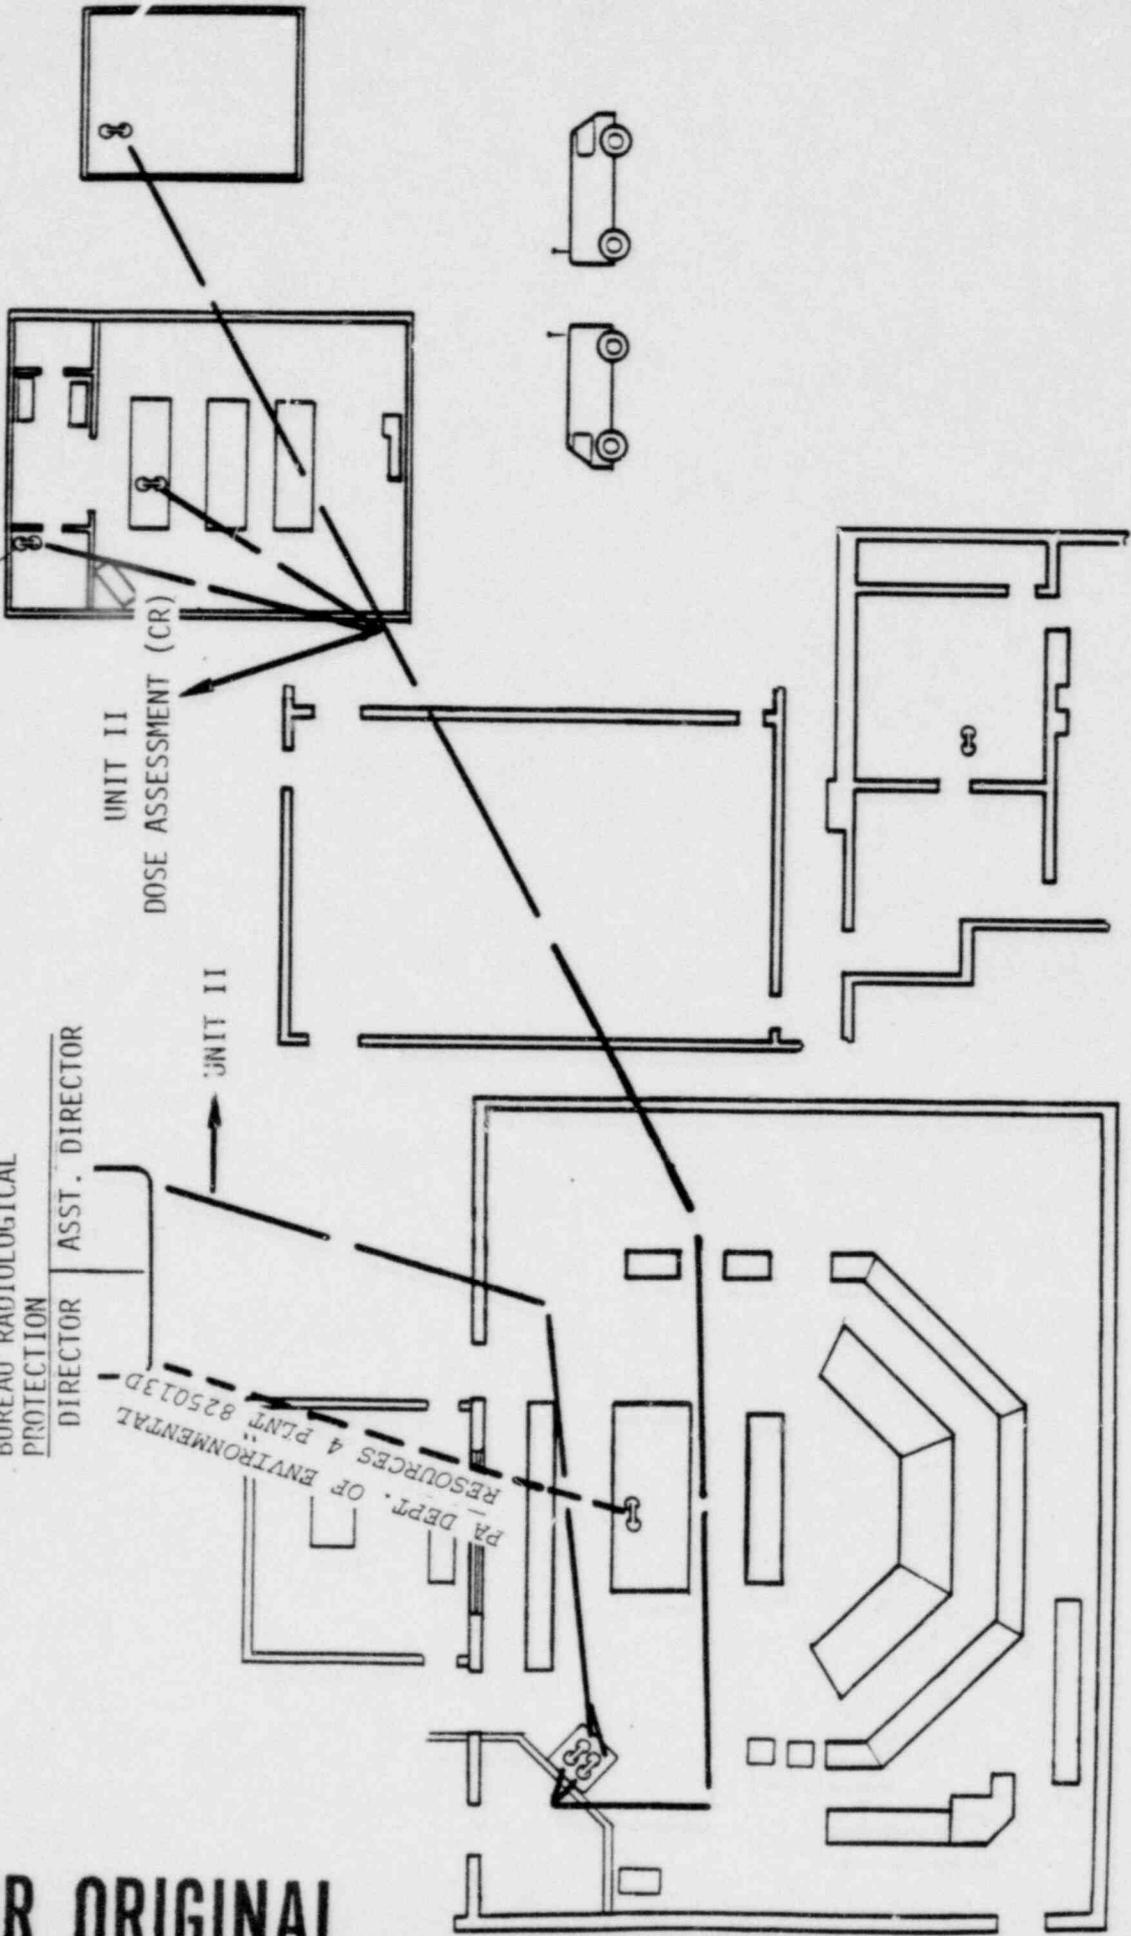 UNIT II
DOSE ASSESSMENT (CR)
UNIT II
BUREAU RADIOLOGICAL
PROTECTION
DIRECTOR
ASST. DIRECTOR
PA DEPT. OF ENVIRONMENTAL
RESOURCES 4 PLNT 825013D
R ORIGINAL